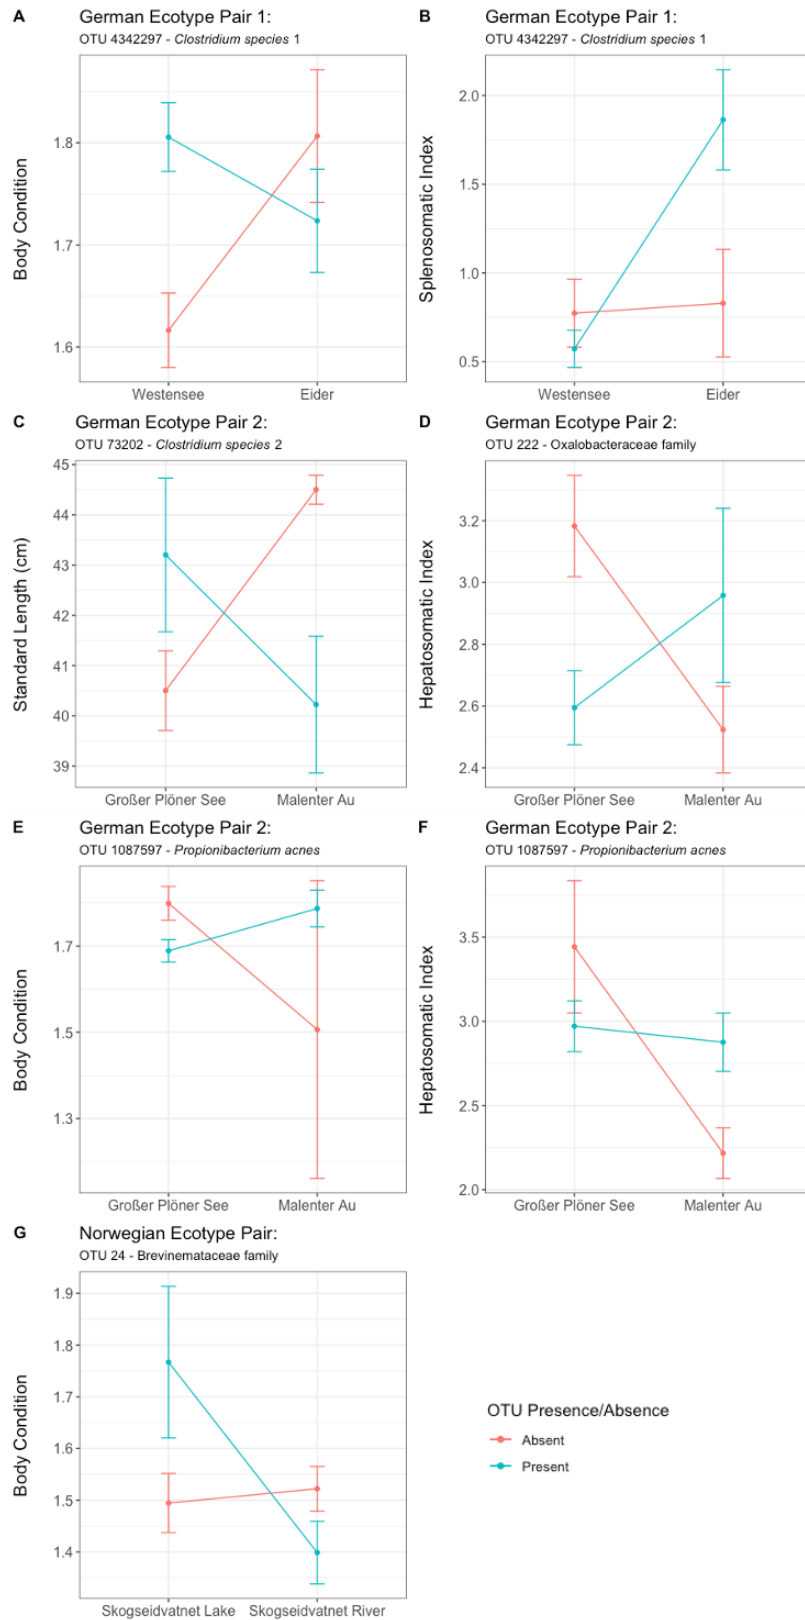 A
German Ecotype Pair 1:
OTU 4342297 - Clostridium species 1
Body Condition
1.8
1.7
1.6
Westensee
Eider
B
German Ecotype Pair 1:
OTU 4342297 - Clostridium species 1
Splenosomatic Index
2.0
1.5
1.0
0.5
Westensee
Eider
C
German Ecotype Pair 2:
OTU 73202 - Clostridium species 2
Standard Length (cm)
45
44
43
42
41
40
39
Großer Plöner See
Malenter Au
D
German Ecotype Pair 2:
OTU 222 - Oxalobacteraceae family
Hepatosomatic Index
3.2
3.0
2.8
2.6
2.4
Großer Plöner See
Malenter Au
E
German Ecotype Pair 2:
OTU 1087597 - Propionibacterium acnes
Body Condition
1.7
1.5
1.3
Großer Plöner See
Malenter Au
F
German Ecotype Pair 2:
OTU 1087597 - Propionibacterium acnes
Hepatosomatic Index
3.5
3.0
2.5
2.0
Großer Plöner See
Malenter Au
G
Norwegian Ecotype Pair:
OTU 24 - Brevinemataceae family
Body Condition
1.9
1.8
1.7
1.6
1.5
1.4
Skogseidvatnet Lake
Skogseidvatnet River
OTU Presence/Absence
Absent
Present